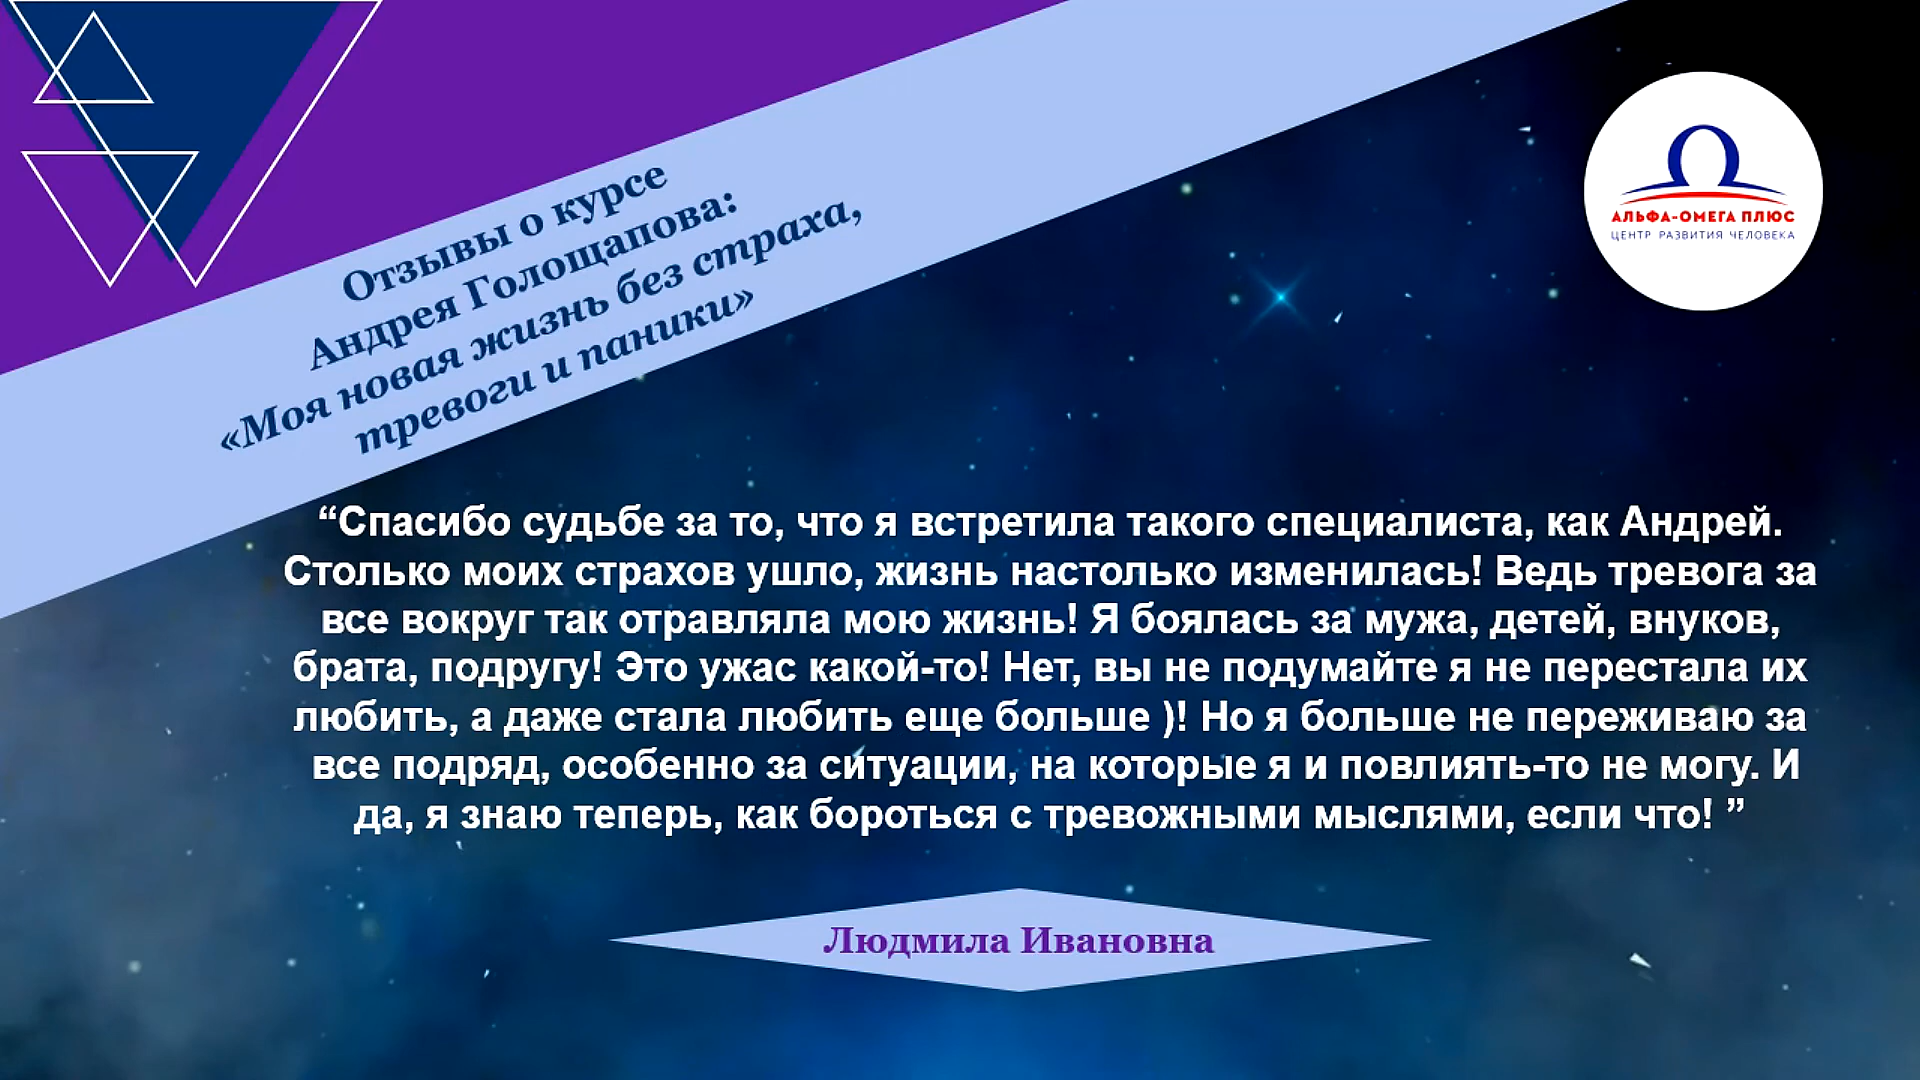 Отзывы о курсе
Андрея Голощапова:
«Моя новая жизнь без страха,
тревоги и паники»
АЛЬФА-ОМЕГА ПЛЮС
ЦЕНТР РАЗВИТИЯ ЧЕЛОВЕКА
“Спасибо судьбе за то, что я встретила такого специалиста, как Андрей.
Столько моих страхов ушло, жизнь настолько изменилась! Ведь тревога за
все вокруг так отравляла мою жизнь! Я боялась за мужа, детей, внуков,
брата, подругу! Это ужас какой-то! Нет, вы не подумайте я не перестала их
любить, а даже стала любить еще больше )! Но я больше не переживаю за
все подряд, особенно за ситуации, на которые я и повлиять-то не могу. И
да, я знаю теперь, как бороться с тревожными мыслями, если что! ”
Людмила Ивановна